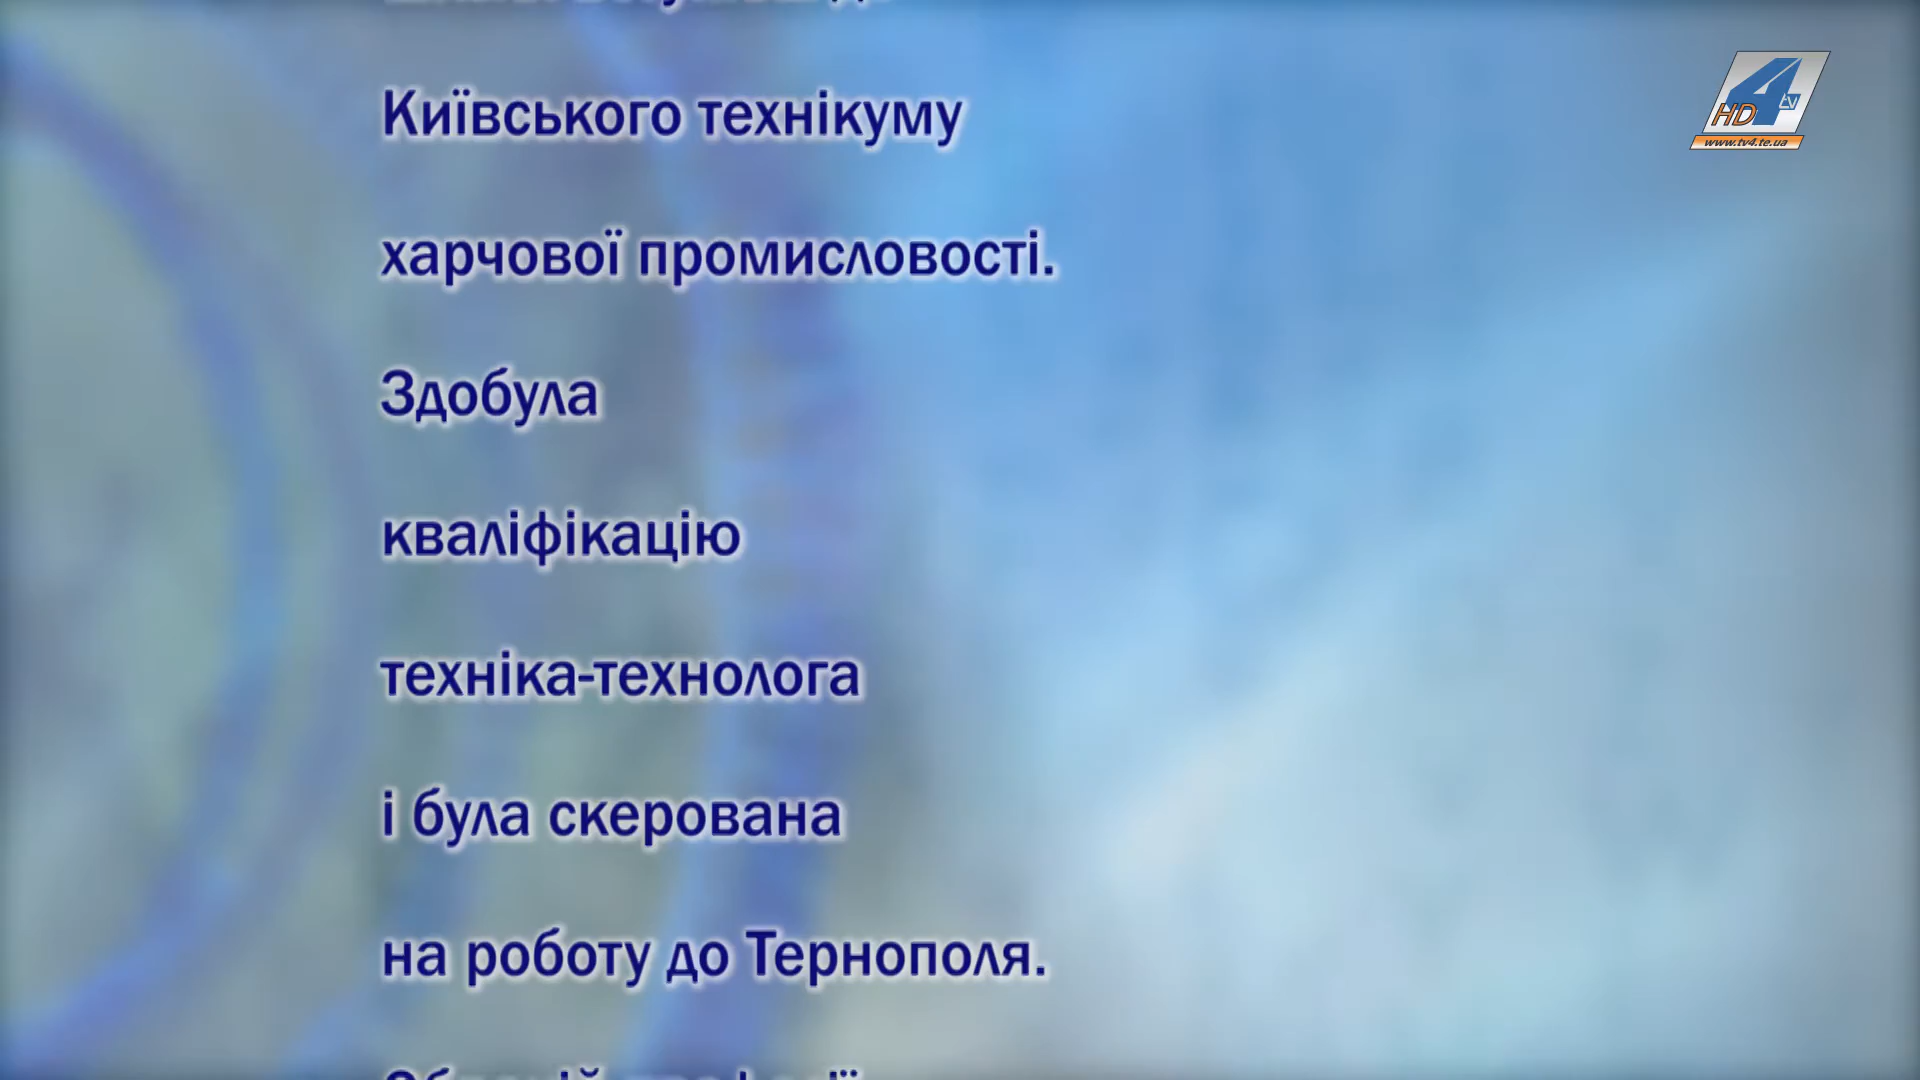 Київського технікуму
харчової промисловості.
Здобула
кваліфікацію
техніка-технолога
і була скерована
на роботу до Тернополя.
4 tv
HD
www.tv4.te.ua